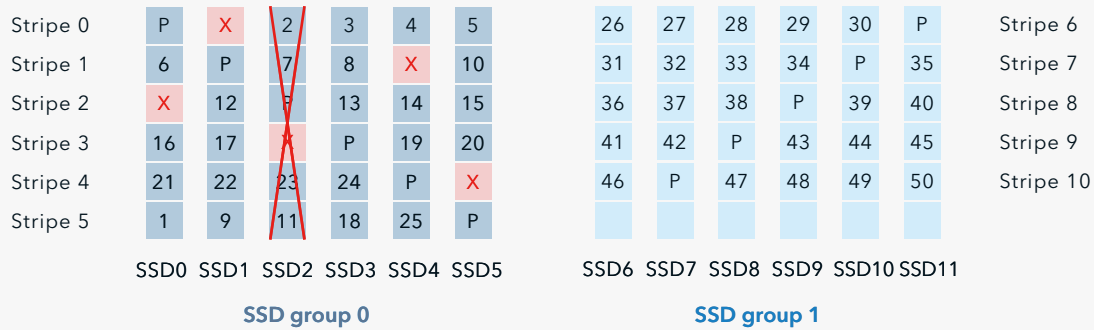 Stripe 0 P X 2 3 4 5 26 27 28 29 30 P Stripe 6
Stripe 1 6 P 7 8 X 10 31 32 33 34 P 35 Stripe 7
Stripe 2 X 12 P 13 14 15 36 37 38 P 39 40 Stripe 8
Stripe 3 16 17 X P 19 20 41 42 P 43 44 45 Stripe 9
Stripe 4 21 22 23 24 P X 46 P 47 48 49 50 Stripe 10
Stripe 5 1 9 11 18 25 P
SSD0 SSD1 SSD2 SSD3 SSD4 SSD5 SSD6 SSD7 SSD8 SSD9 SSD10 SSD11
SSD group 0 SSD group 1